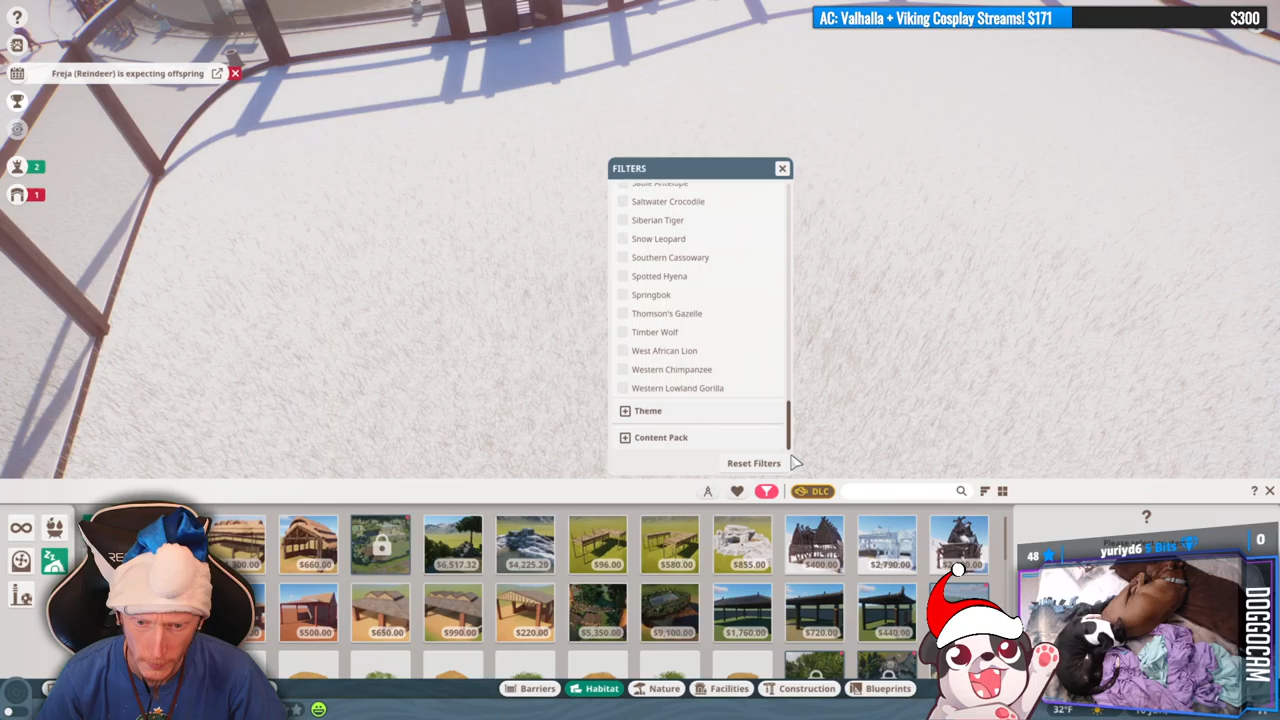 AC: Valhalla + Viking Cosplay Streams! $171
$300
Freja (Reindeer) is expecting offspring
2
1
FILTERS
Sable Antelope
Saltwater Crocodile
Siberian Tiger
Snow Leopard
Southern Cassowary
Spotted Hyena
Springbok
Thomson's Gazelle
Timber Wolf
West African Lion
Western Chimpanzee
Western Lowland Gorilla
Theme
Content Pack
Reset Filters
DLC
$660.00
$6,517.32
$4,225.20
$96.00
$580.00
$855.00
$400.00
$2,790.00
$500.00
$650.00
$990.00
$220.00
$5,350.00
$9,100.00
$1,760.00
$720.00
$440.00
48
yuriyd6 5 Bits
0
DOGGOCAM
Barriers
Habitat
Nature
Facilities
Construction
Blueprints
32°F